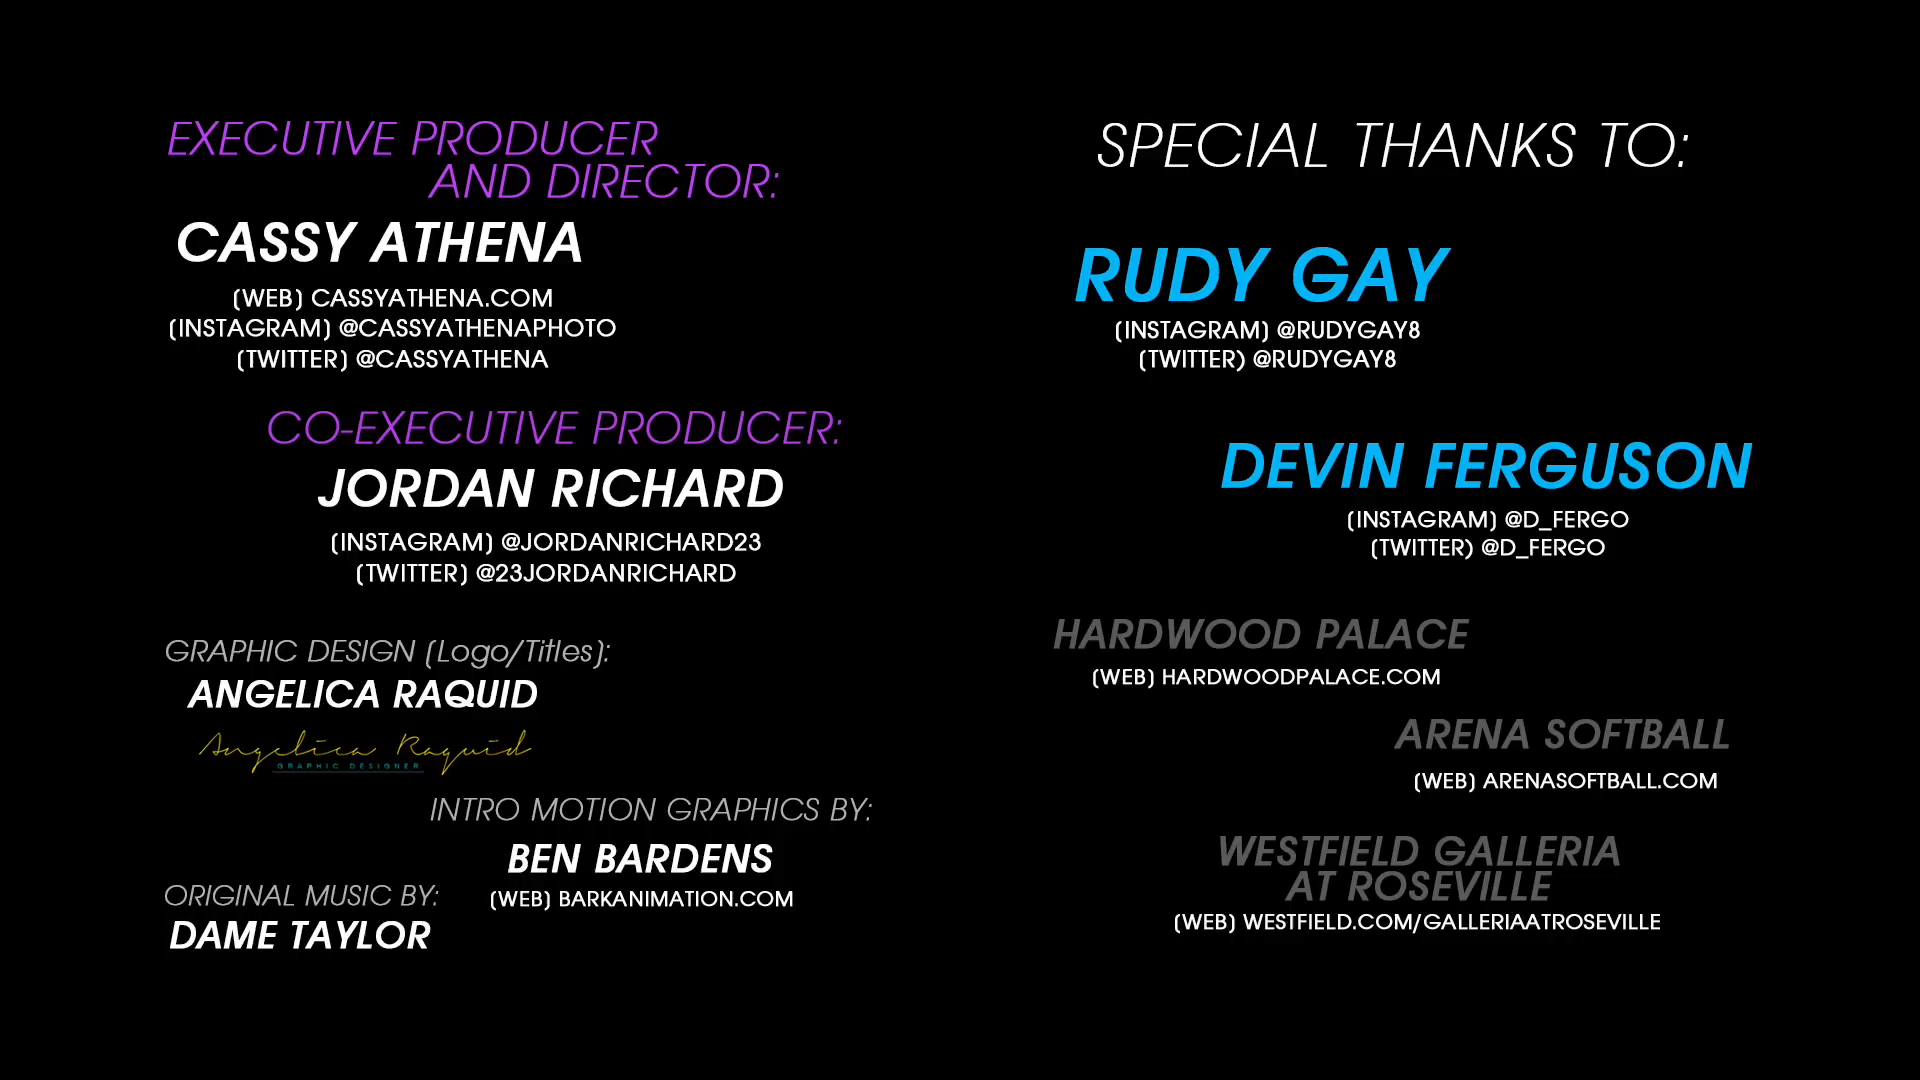 EXECUTIVE PRODUCER
AND DIRECTOR:
CASSY ATHENA
(WEB) CASSYATHENA.COM
(INSTAGRAM) @CASSYATHENAPHOTO
(TWITTER) @CASSYATHENA
CO-EXECUTIVE PRODUCER:
JORDAN RICHARD
(INSTAGRAM) @JORDANRICHARD23
(TWITTER) @23JORDANRICHARD
GRAPHIC DESIGN (Logo/Titles):
ANGELICA RAQUID
Angelica Raquid
GRAPHIC DESIGNER
INTRO MOTION GRAPHICS BY:
BEN BARDENS
(WEB) BARKANIMATION.COM
ORIGINAL MUSIC BY:
DAME TAYLOR
SPECIAL THANKS TO:
RUDY GAY
(INSTAGRAM) @RUDYGAY8
(TWITTER) @RUDYGAY8
DEVIN FERGUSON
(INSTAGRAM) @D_FERGO
(TWITTER) @D_FERGO
HARDWOOD PALACE
(WEB) HARDWOODPALACE.COM
ARENA SOFTBALL
(WEB) ARENASOFTBALL.COM
WESTFIELD GALLERIA
AT ROSEVILLE
(WEB) WESTFIELD.COM/GALLERIAATROSEVILLE